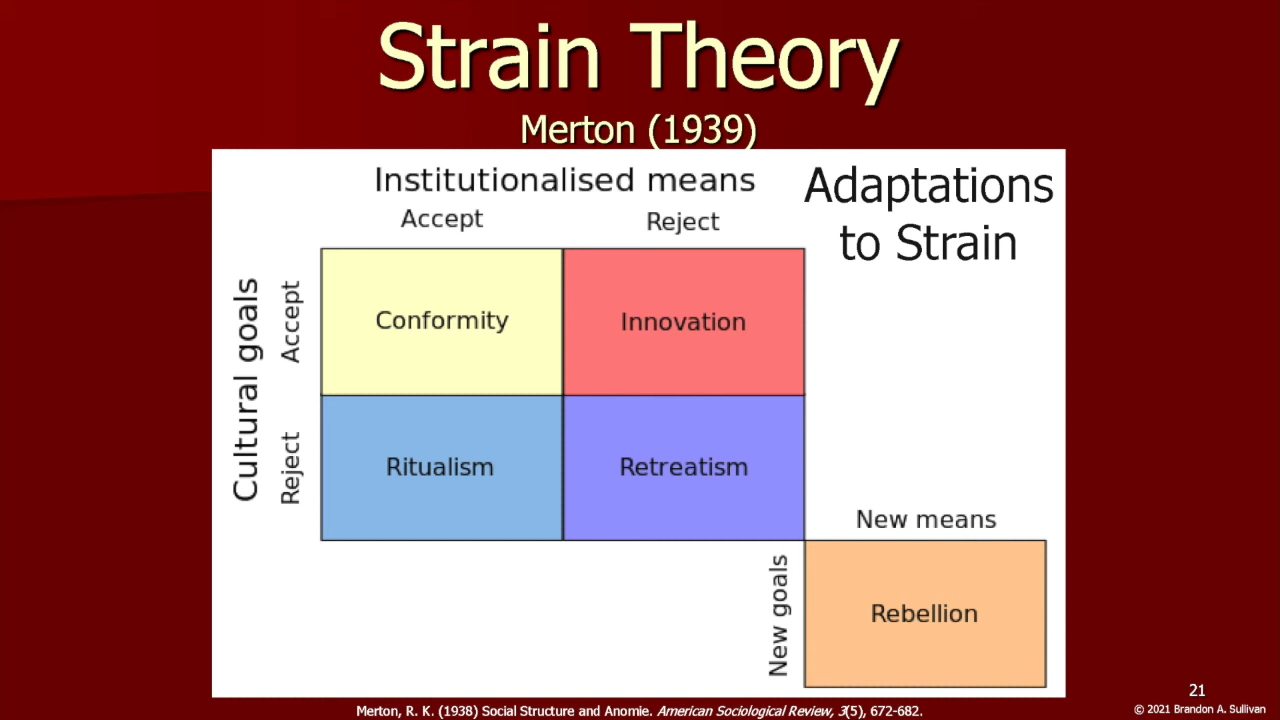 Strain Theory
Merton (1939)
Institutionalised means
Adaptations
to Strain
Accept
Reject
Cultural goals
Accept
Conformity
Innovation
Reject
Ritualism
Retreatism
New means
New goals
Rebellion
21
Merton, R. K. (1938) Social Structure and Anomie. American Sociological Review, 3(5), 672-682.
© 2021 Brandon A. Sullivan